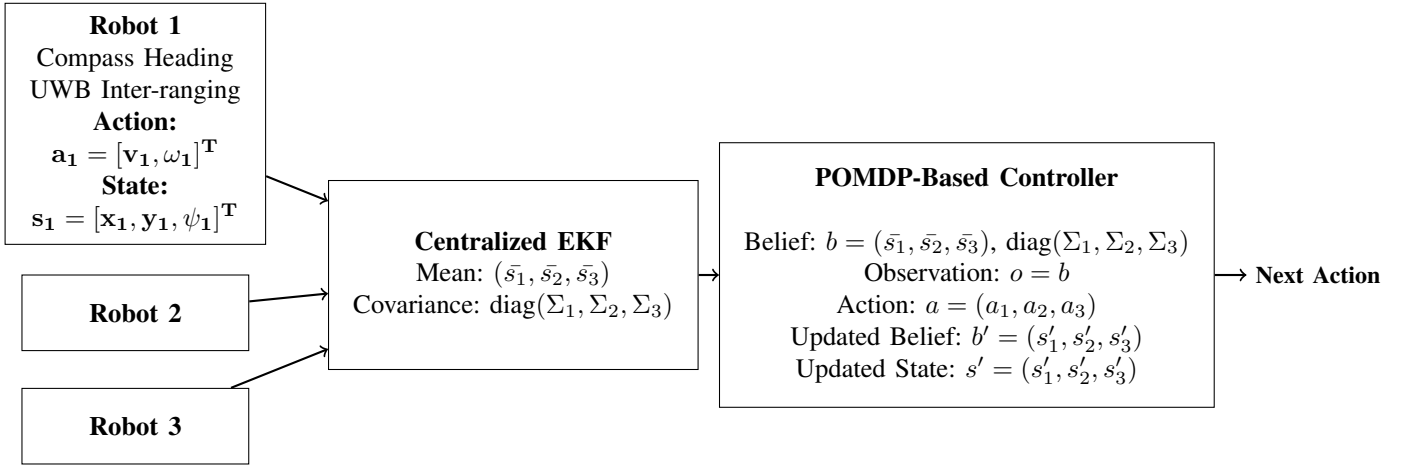 Robot 1
Compass Heading
UWB Inter-ranging
Action:
a₁ = [v₁, ω₁]ᵀ
State:
s₁ = [x₁, y₁, ψ₁]ᵀ
Robot 2
Robot 3
Centralized EKF
Mean: (s̄₁, s̄₂, s̄₃)
Covariance: diag(Σ₁, Σ₂, Σ₃)
POMDP-Based Controller
Belief: b = (s̄₁, s̄₂, s̄₃), diag(Σ₁, Σ₂, Σ₃)
Observation: o = b
Action: a = (a₁, a₂, a₃)
Updated Belief: b′ = (s′₁, s′₂, s′₃)
Updated State: s′ = (s′₁, s′₂, s′₃)
Next Action